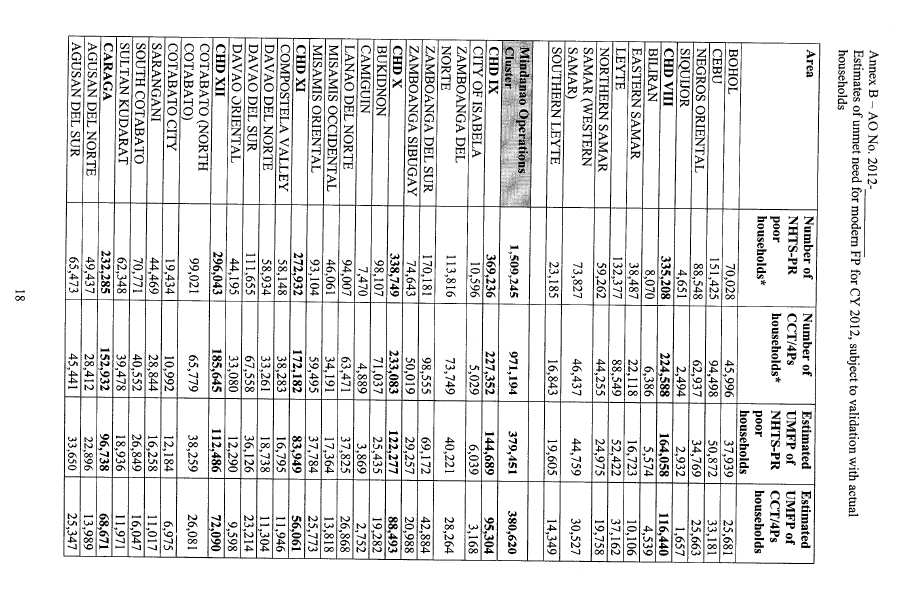 Annex B – AO No. 2012-________
Estimates of unmet need for modern FP for CY 2012, subject to validation with actual
households
Area | Number of NHTS-PR poor households* | Number of CCT/4Ps households* | Estimated UMFP of NHTS-PR poor households | Estimated UMFP of CCT/4Ps households
BOHOL 70,028 45,996 37,939 25,681
CEBU 151,425 94,498 50,872 33,181
NEGROS ORIENTAL 88,548 62,937 34,769 25,663
SIQUIJOR 4,651 2,494 2,932 1,657
CHD VIII 335,208 224,588 164,058 116,440
BILIRAN 8,070 6,386 5,574 4,539
EASTERN SAMAR 38,487 22,118 16,723 10,106
LEYTE 132,377 88,549 52,422 37,162
NORTHERN SAMAR 59,262 44,255 24,975 19,758
SAMAR (WESTERN
SAMAR) 73,827 46,437 44,759 30,527
SOUTHERN LEYTE 23,185 16,843 19,605 14,349
Mindanao Operations
Cluster 1,509,245 971,194 379,451 380,620
CHD IX 369,236 227,352 144,689 95,304
CITY OF ISABELA 10,596 5,029 6,039 3,168
ZAMBOANGA DEL
NORTE 113,816 73,749 40,221 28,264
ZAMBOANGA DEL SUR 170,181 98,555 69,172 42,884
ZAMBOANGA SIBUGAY 74,643 50,019 29,257 20,988
CHD X 338,749 233,083 122,277 88,493
BUKIDNON 98,107 71,037 25,435 19,282
CAMIGUIN 7,470 4,889 3,869 2,722
LANAO DEL NORTE 94,007 63,471 37,825 26,868
MISAMIS OCCIDENTAL 46,061 34,191 17,364 13,818
MISAMIS ORIENTAL 93,104 59,495 37,784 25,773
CHD XI 272,932 172,182 83,949 56,061
COMPOSTELA VALLEY 58,148 38,283 16,795 11,946
DAVAO DEL NORTE 58,934 33,261 18,738 11,304
DAVAO DEL SUR 111,655 67,558 36,126 23,214
DAVAO ORIENTAL 44,195 33,080 12,290 9,598
CHD XII 296,043 185,645 112,486 72,090
COTABATO (NORTH
COTABATO) 99,021 65,779 38,259 26,081
COTABATO CITY 19,434 10,992 12,184 6,975
SARANGANI 44,469 28,844 16,258 11,017
SOUTH COTABATO 70,771 40,552 26,849 16,047
SULTAN KUDARAT 62,348 39,478 18,936 11,971
CARAGA 232,285 152,932 96,738 68,671
AGUSAN DEL NORTE 49,437 28,412 22,896 13,989
AGUSAN DEL SUR 65,473 45,441 33,650 25,347
18